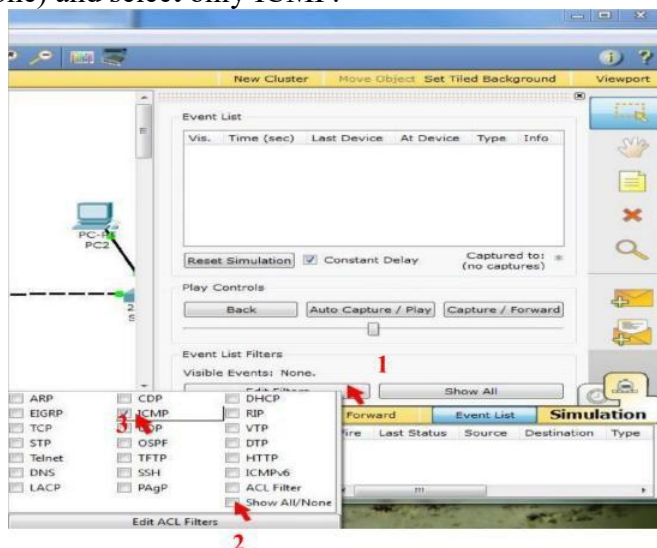 one) and select only ICMP.
New Cluster Move Object Set Tiled Background Viewport
Event List
Vis. Time (sec) Last Device At Device Type Info
PC-PT
PC2
Reset Simulation Constant Delay Captured to:
(no captures)
Play Controls
Back Auto Capture / Play Capture / Forward
Event List Filters
1
Visible Events: None.
Edit Filters Show All
ARP CDP DHCP
EIGRP ICMP RIP
3
TCP UDP VTP
STP OSPF DTP
Telnet TFTP HTTP
DNS SSH ICMPv6
LACP PAgP ACL Filter
Show All/None
Edit ACL Filters
2
Forward Event List Simulation
Fire Last Status Source Destination Type